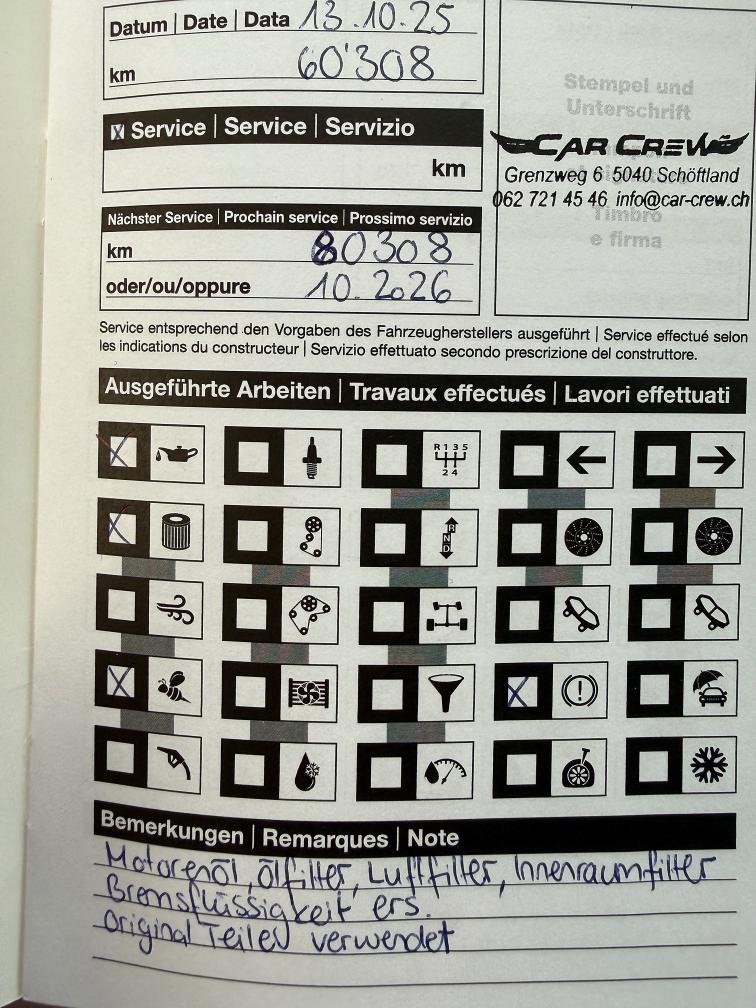 Datum | Date | Data 13.10.25
km 60'308
X Service | Service | Servizio
km
Nächster Service | Prochain service | Prossimo servizio
km 80308
oder/ou/oppure 10.2026
Stempel und
Unterschrift
CAR CREW
Grenzweg 6 5040 Schöftland
062 721 45 46 info@car-crew.ch
Timbro
e firma
Service entsprechend den Vorgaben des Fahrzeugherstellers ausgeführt | Service effectué selon
les indications du constructeur | Servizio effettuato secondo prescrizione del construttore.
Ausgeführte Arbeiten | Travaux effectués | Lavori effettuati
R 1 3 5
2 4
R
N
D
Bemerkungen | Remarques | Note
Motorenöl, Ölfilter, Luftfilter, Innenraumfilter
Bremsflüssigkeit ers.
Original Teilen verwendet